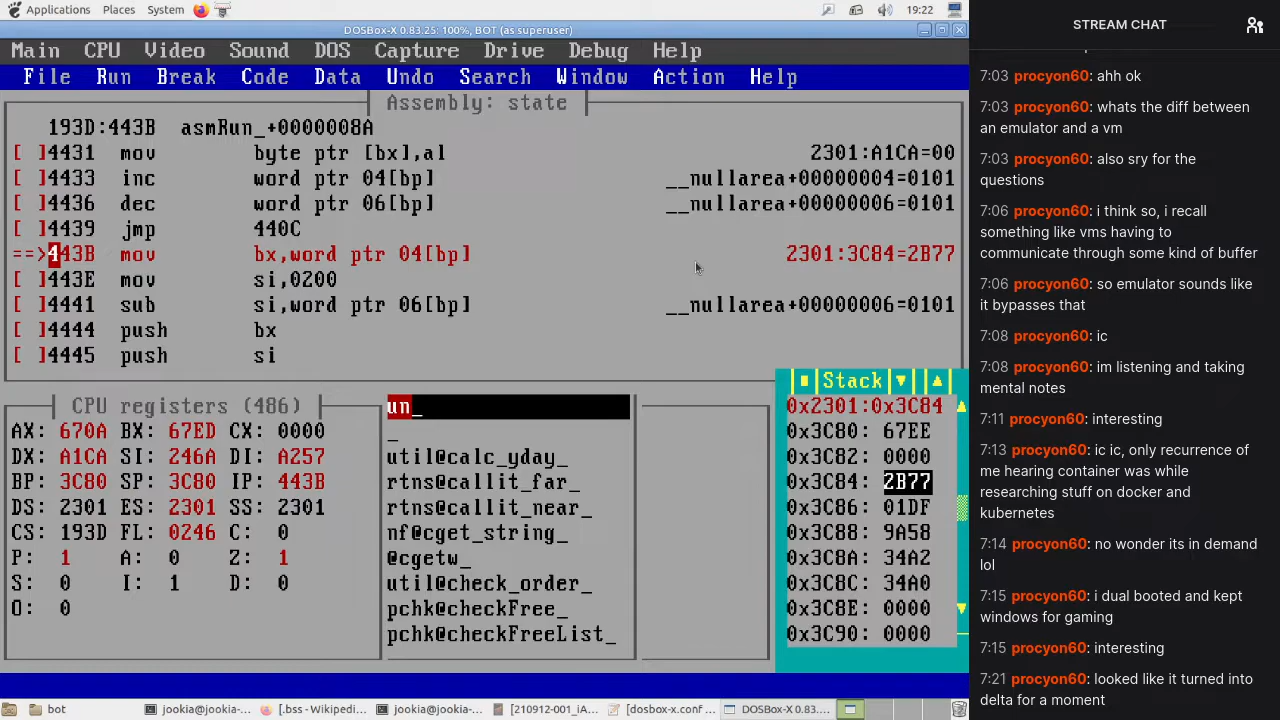 Applications Places System 19:22
DOSBox-X 0.83.25: 100%, BOT (as superuser)
Main CPU Video Sound DOS Capture Drive Debug Help
File Run Break Code Data Undo Search Window Action Help
Assembly: state
193D:443B asmRun_+0000008A
[ ]4431 mov byte ptr [bx],al 2301:A1CA=00
[ ]4433 inc word ptr 04[bp] __nullarea+00000004=0101
[ ]4436 dec word ptr 06[bp] __nullarea+00000006=0101
[ ]4439 jmp 440C
==>443B mov bx,word ptr 04[bp] 2301:3C84=2B77
[ ]443E mov si,0200
[ ]4441 sub si,word ptr 06[bp] __nullarea+00000006=0101
[ ]4444 push bx
[ ]4445 push si
CPU registers (486)
AX: 670A BX: 67ED CX: 0000
DX: A1CA SI: 246A DI: A257
BP: 3C80 SP: 3C80 IP: 443B
DS: 2301 ES: 2301 SS: 2301
CS: 193D FL: 0246 C: 0
P: 1 A: 0 Z: 1
S: 0 I: 1 D: 0
O: 0
un_
_
util@calc_yday_
rtns@callit_far_
rtns@callit_near_
nf@cget_string_
@cgetw_
util@check_order_
pchk@checkFree_
pchk@checkFreeList_
Stack
0x2301:0x3C84
0x3C80: 67EE
0x3C82: 0000
0x3C84: 2B77
0x3C86: 01DF
0x3C88: 9A58
0x3C8A: 34A2
0x3C8C: 34A0
0x3C8E: 0000
0x3C90: 0000
bot jookia@jookia-... [.bss - Wikipedi... jookia@jookia-... [210912-001_iA... [dosbox-x.conf ... DOSBox-X 0.83....
STREAM CHAT
7:03 procyon60: ahh ok
7:03 procyon60: whats the diff between
an emulator and a vm
7:03 procyon60: also sry for the
questions
7:06 procyon60: i think so, i recall
something like vms having to
communicate through some kind of buffer
7:06 procyon60: so emulator sounds like
it bypasses that
7:08 procyon60: ic
7:08 procyon60: im listening and taking
mental notes
7:11 procyon60: interesting
7:13 procyon60: ic ic, only recurrence of
me hearing container was while
researching stuff on docker and
kubernetes
7:14 procyon60: no wonder its in demand
lol
7:15 procyon60: i dual booted and kept
windows for gaming
7:15 procyon60: interesting
7:21 procyon60: looked like it turned into
delta for a moment